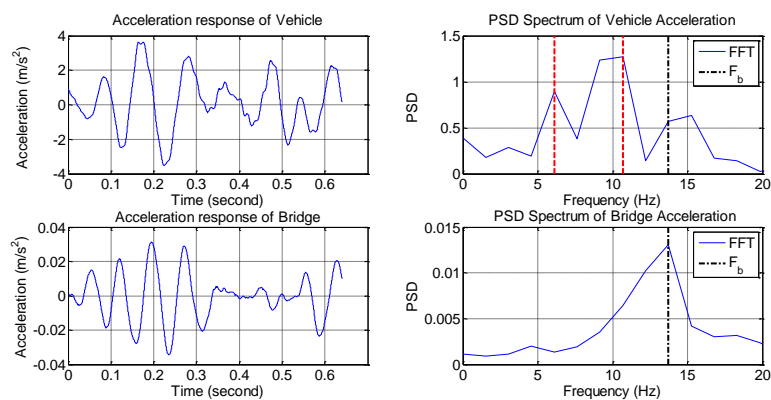 Acceleration response of Vehicle
Acceleration (m/s²)
4
2
0
-2
-4
0 0.1 0.2 0.3 0.4 0.5 0.6
Time (second)
PSD Spectrum of Vehicle Acceleration
PSD
1.5
1
0.5
0
0 5 10 15 20
Frequency (Hz)
FFT
F_b
Acceleration response of Bridge
Acceleration (m/s²)
0.04
0.02
0
-0.02
-0.04
0 0.1 0.2 0.3 0.4 0.5 0.6
Time (second)
PSD Spectrum of Bridge Acceleration
PSD
0.015
0.01
0.005
0
0 5 10 15 20
Frequency (Hz)
FFT
F_b